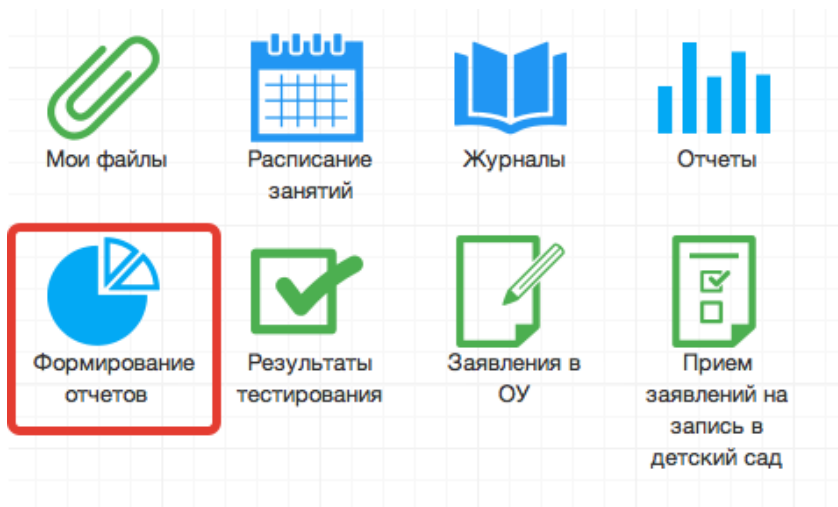 Мои файлы
Расписание
занятий
Журналы
Отчеты
Формирование
отчетов
Результаты
тестирования
Заявления в
ОУ
Прием
заявлений на
запись в
детский сад